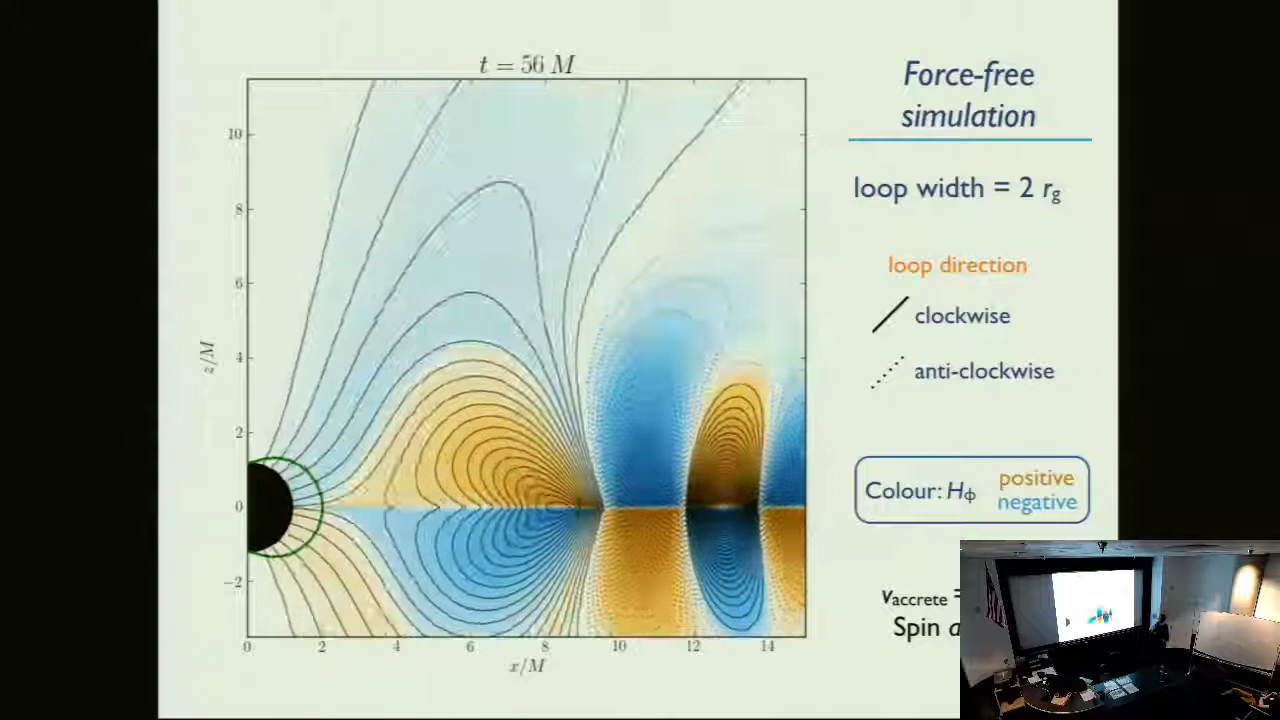 t = 56 M
Force-free
simulation
loop width = 2 r_g
loop direction
clockwise
anti-clockwise
Colour: H_ϕ positive
negative
v_accrete =
Spin a
z/M
10
8
6
4
2
0
−2
0 2 4 6 8 10 12 14
x/M